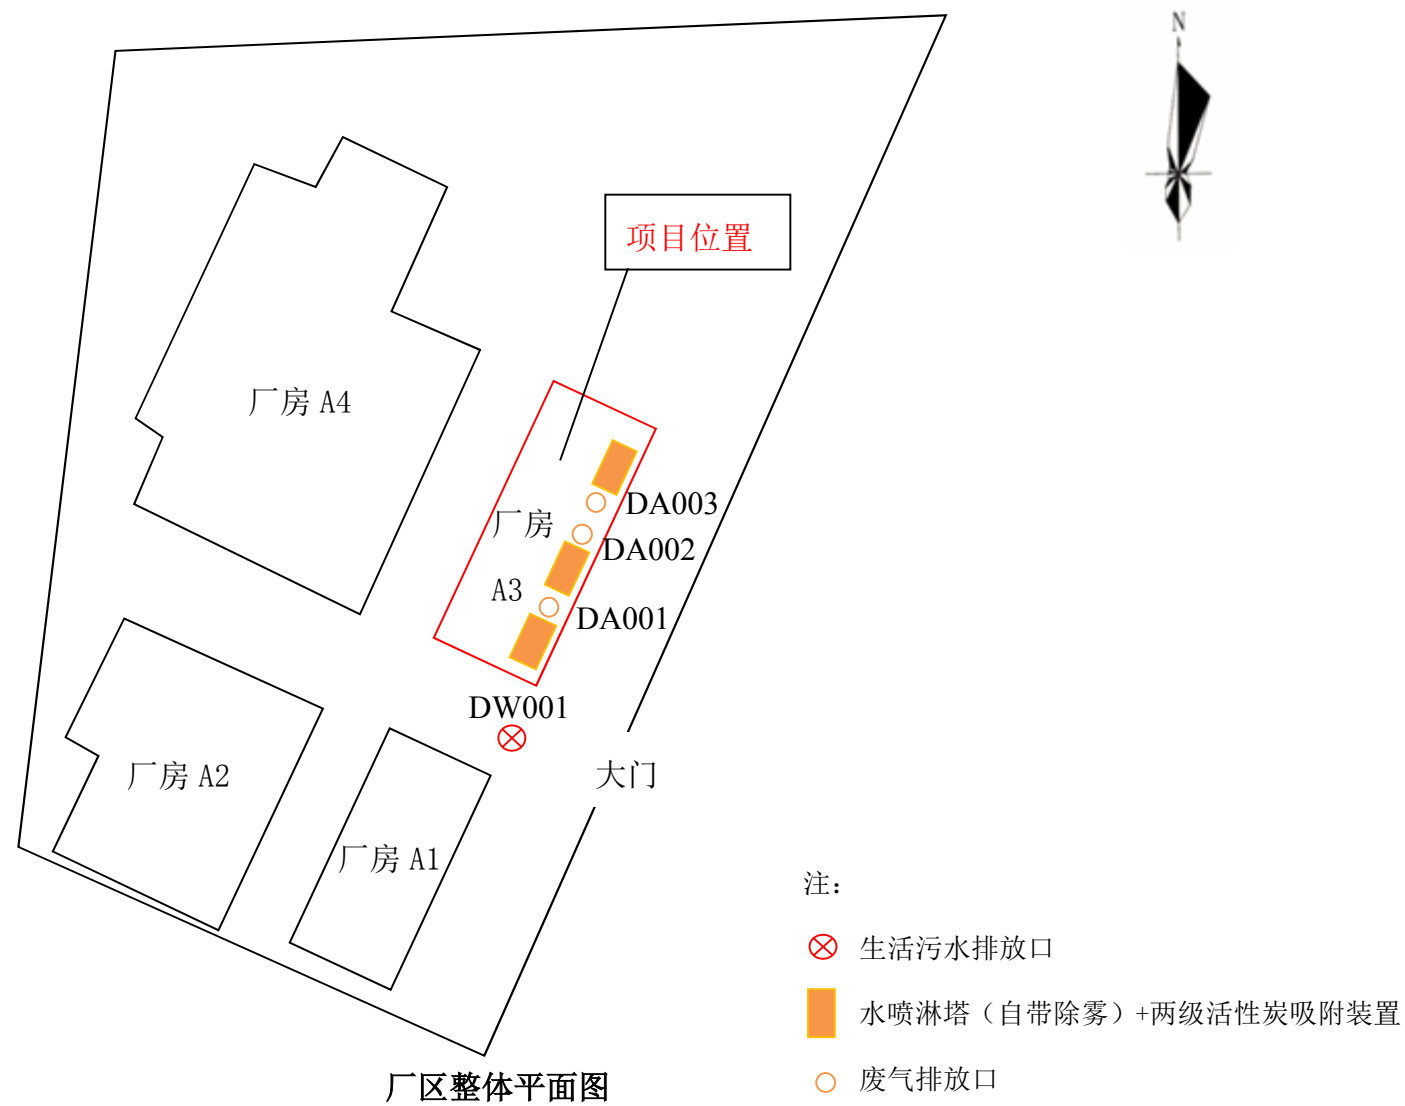 N
项目位置
厂房 A4
DA003
厂房
DA002
A3
DA001
DW001
厂房 A2
大门
厂房 A1
注：
生活污水排放口
水喷淋塔（自带除雾）+两级活性炭吸附装置
废气排放口
厂区整体平面图